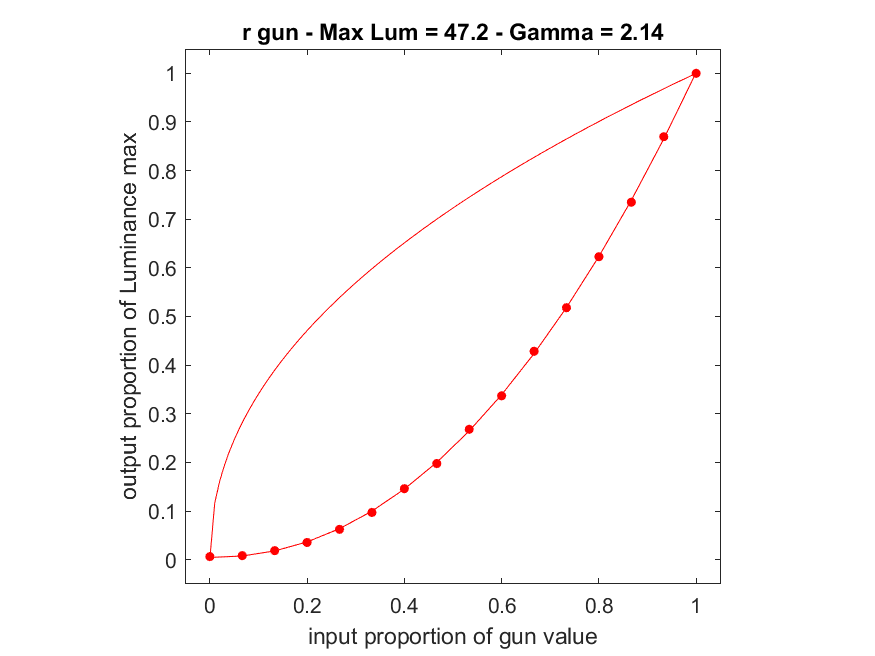 r gun - Max Lum = 47.2 - Gamma = 2.14
output proportion of Luminance max
1
0.9
0.8
0.7
0.6
0.5
0.4
0.3
0.2
0.1
0
0 0.2 0.4 0.6 0.8 1
input proportion of gun value